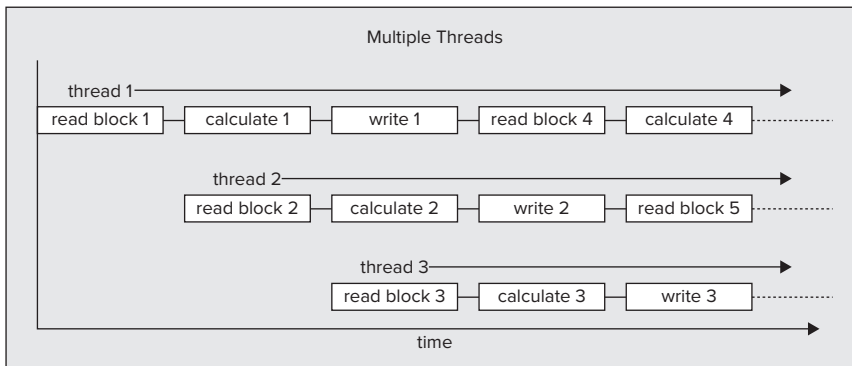 Multiple Threads
thread 1
read block 1 calculate 1 write 1 read block 4 calculate 4
thread 2
read block 2 calculate 2 write 2 read block 5
thread 3
read block 3 calculate 3 write 3
time